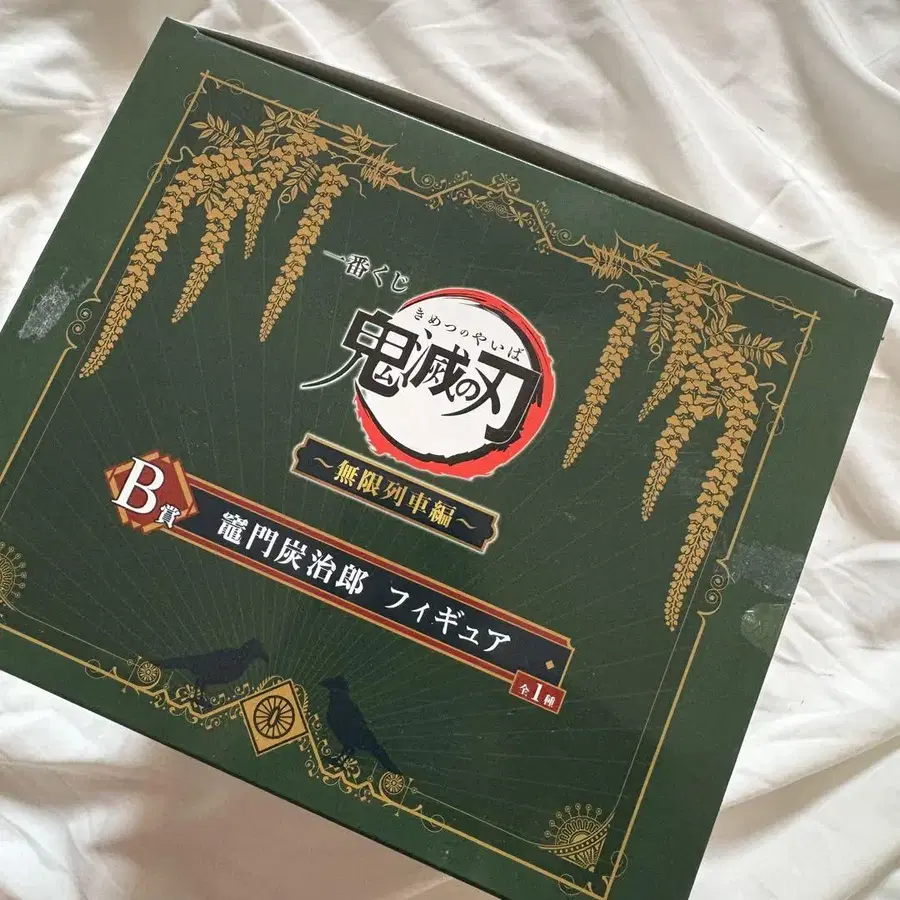 一番くじ
きめつのやいば
鬼滅の刃
~無限列車編~
B賞
竈門炭治郎 フィギュア
全1種